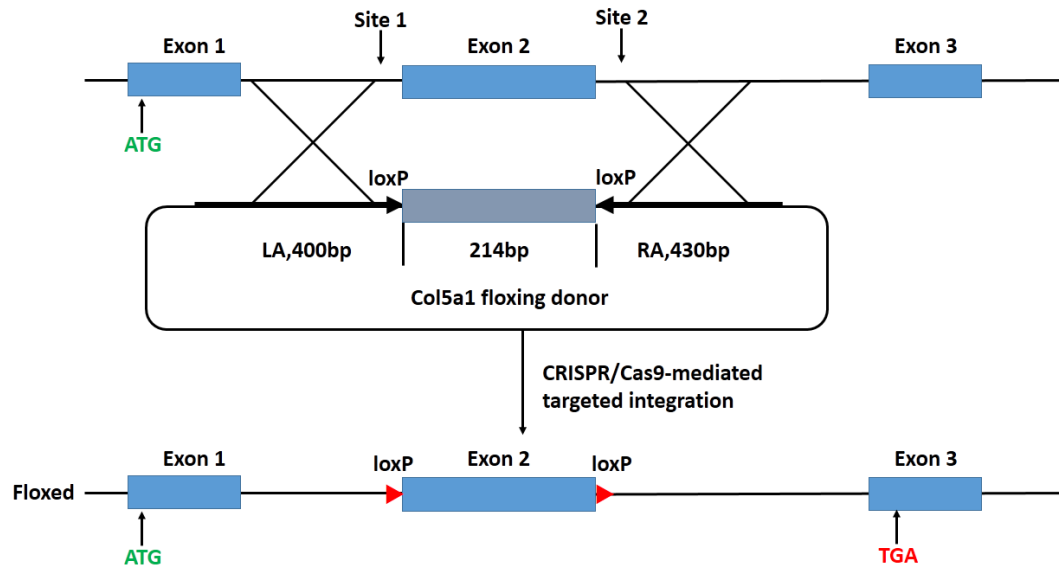 Site 1
Site 2
Exon 1
Exon 2
Exon 3
ATG
loxP
loxP
LA,400bp
214bp
RA,430bp
Col5a1 floxing donor
CRISPR/Cas9-mediated
targeted integration
Exon 1
loxP
Exon 2
loxP
Exon 3
Floxed
ATG
TGA